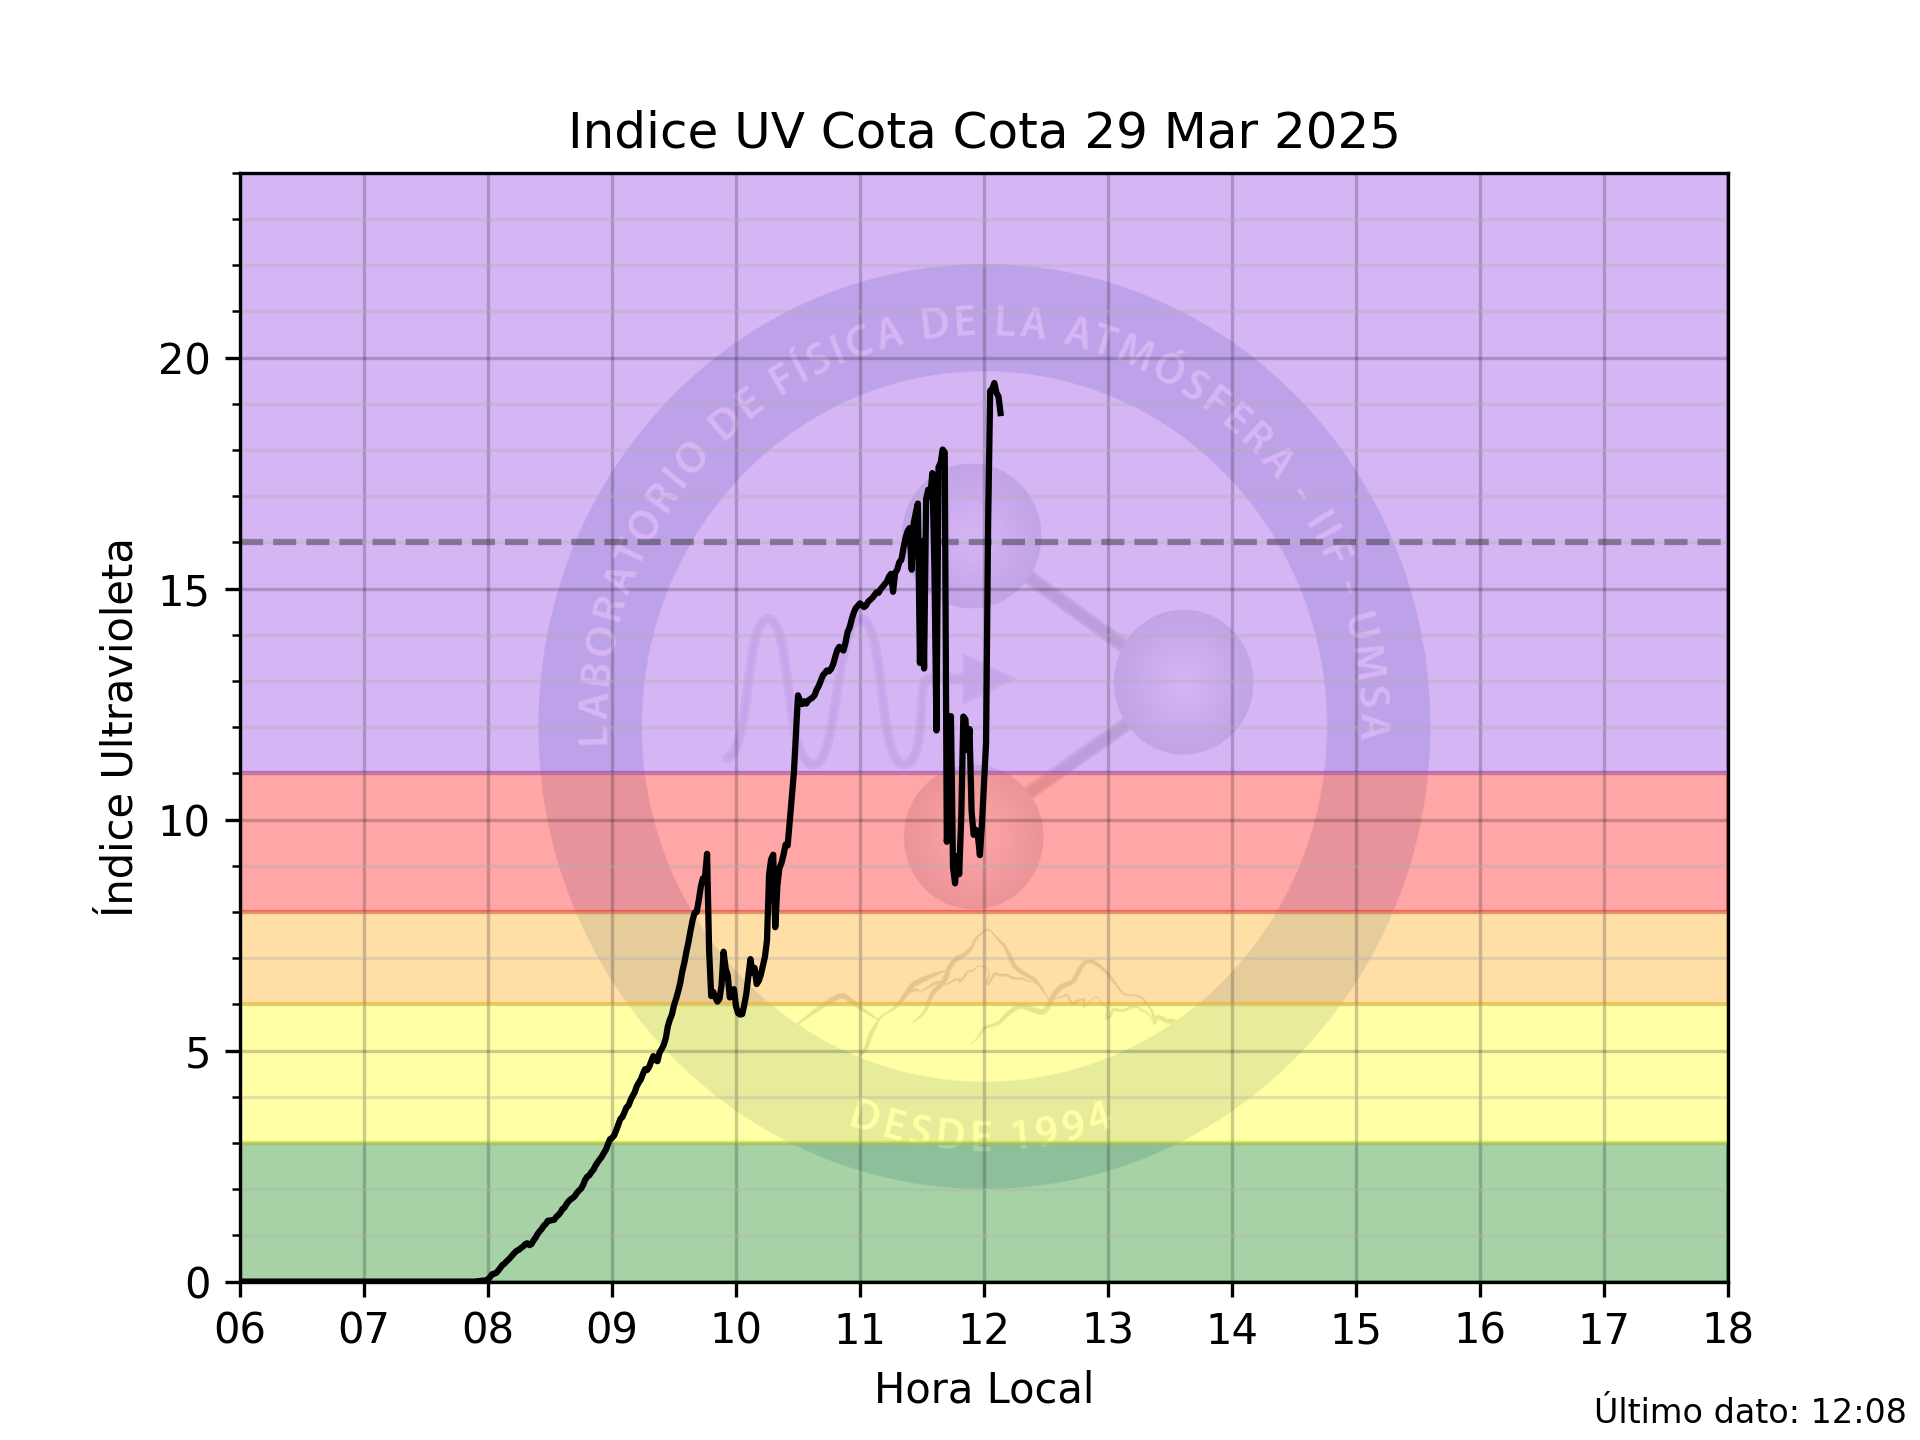 Indice UV Cota Cota 29 Mar 2025
20
15
10
5
0
Índice Ultravioleta
LABORATORIO DE FÍSICA DE LA ATMÓSFERA - IIF - UMSA
DESDE 1994
06 07 08 09 10 11 12 13 14 15 16 17 18
Hora Local
Último dato: 12:08